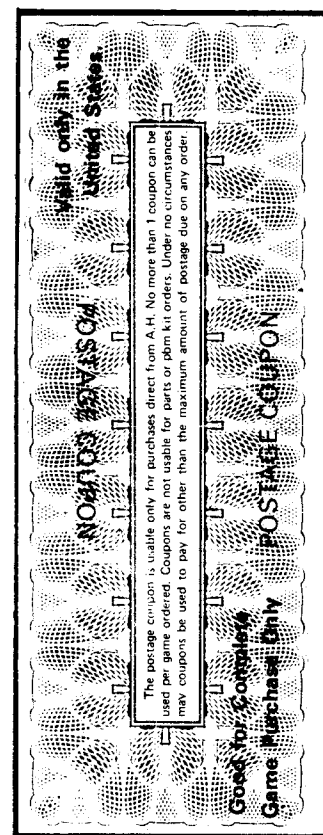 Valid only in the
United States.
POSTAGE COUPON
The postage coupon is usable only for purchases direct from A.H. No more than 1 coupon can be
used per game ordered. Coupons are not usable for parts or pbm kit orders. Under no circumstances
may coupons be used to pay for other than the maximum amount of postage due on any order.
Good for Complete
Game Purchase Only
POSTAGE COUPON